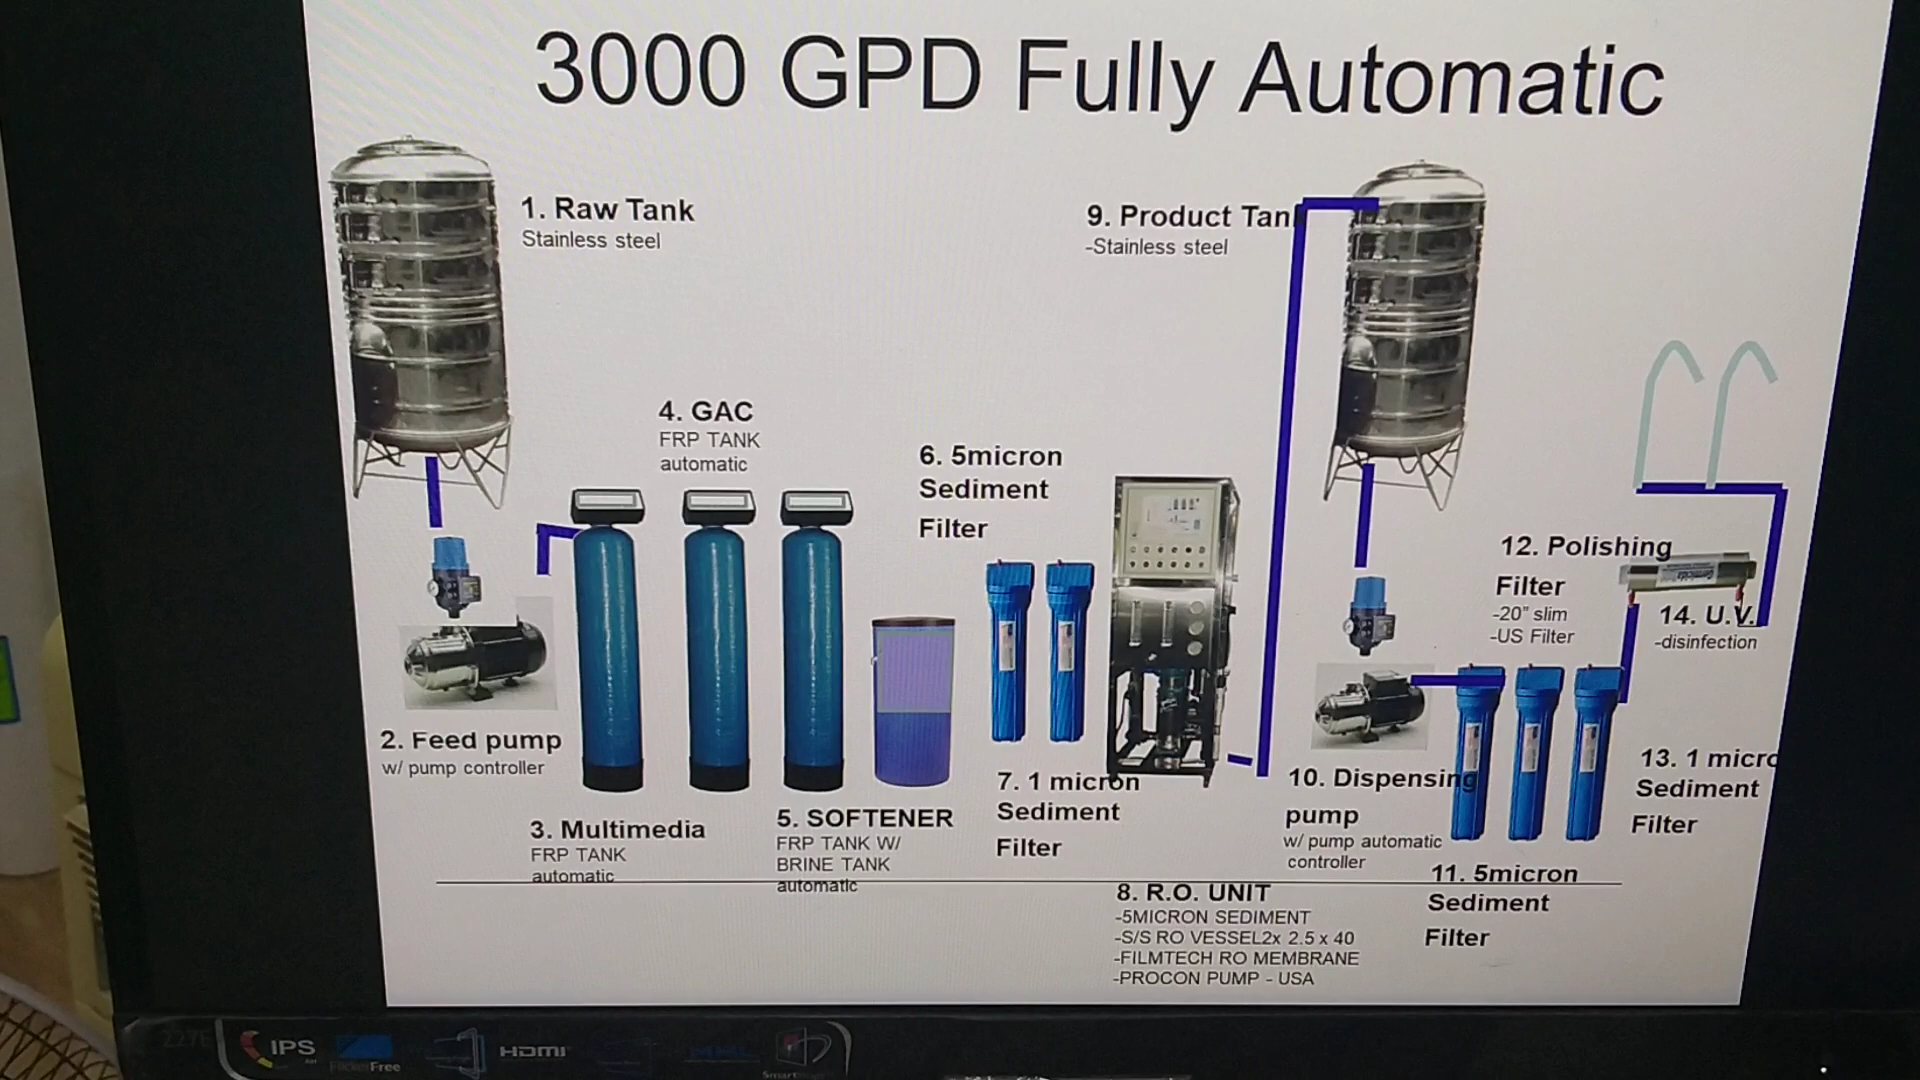 3000 GPD Fully Automatic
1. Raw Tank
Stainless steel
9. Product Tan
-Stainless steel
4. GAC
FRP TANK
automatic
6. 5micron
Sediment
Filter
12. Polishing
Filter
-20" slim
-US Filter
14. U.V.
-disinfection
2. Feed pump
w/ pump controller
3. Multimedia
FRP TANK
automatic
5. SOFTENER
FRP TANK W/
BRINE TANK
automatic
7. 1 micron
Sediment
Filter
10. Dispensing
pump
w/ pump automatic
controller
13. 1 micro
Sediment
Filter
8. R.O. UNIT
-5MICRON SEDIMENT
-S/S RO VESSEL2x 2.5 x 40
-FILMTECH RO MEMBRANE
-PROCON PUMP - USA
11. 5micron
Sediment
Filter
IPS
FlickerFree
HDMI